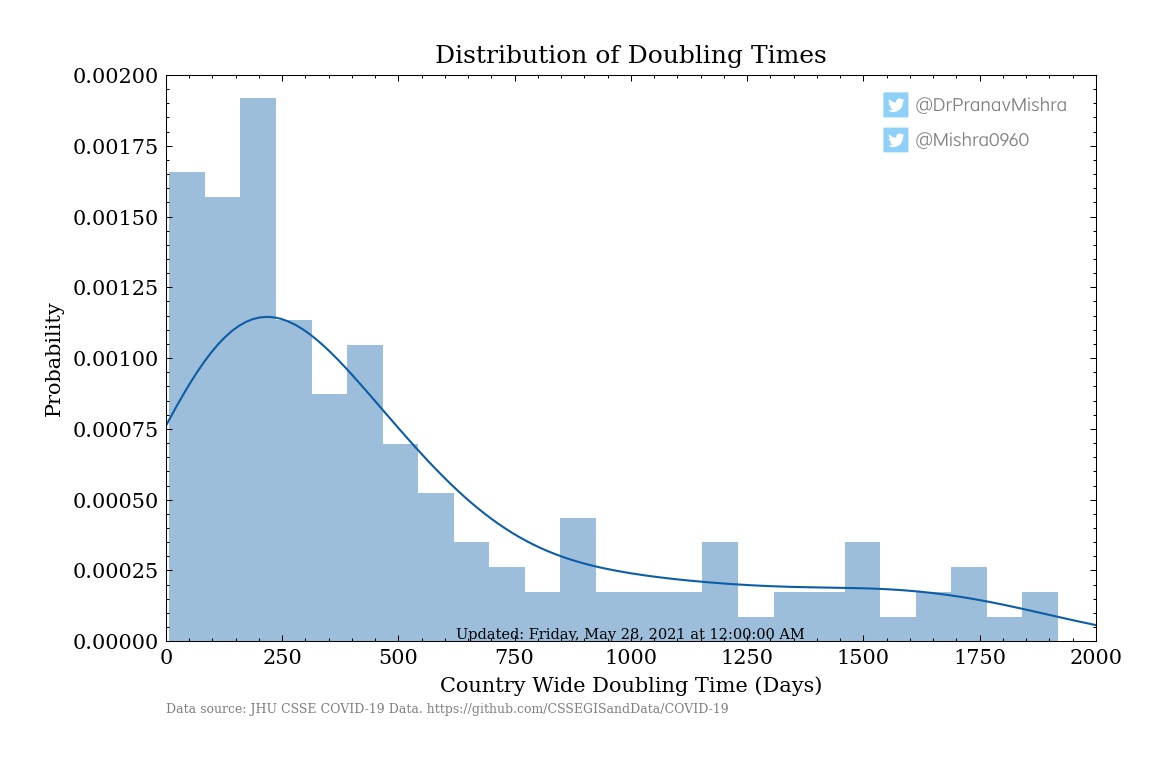 Distribution of Doubling Times
@DrPranavMishra
@Mishra0960
Probability
0.00200
0.00175
0.00150
0.00125
0.00100
0.00075
0.00050
0.00025
0.00000
Updated: Friday, May 28, 2021 at 12:00:00 AM
0 250 500 750 1000 1250 1500 1750 2000
Country Wide Doubling Time (Days)
Data source: JHU CSSE COVID-19 Data. https://github.com/CSSEGISandData/COVID-19